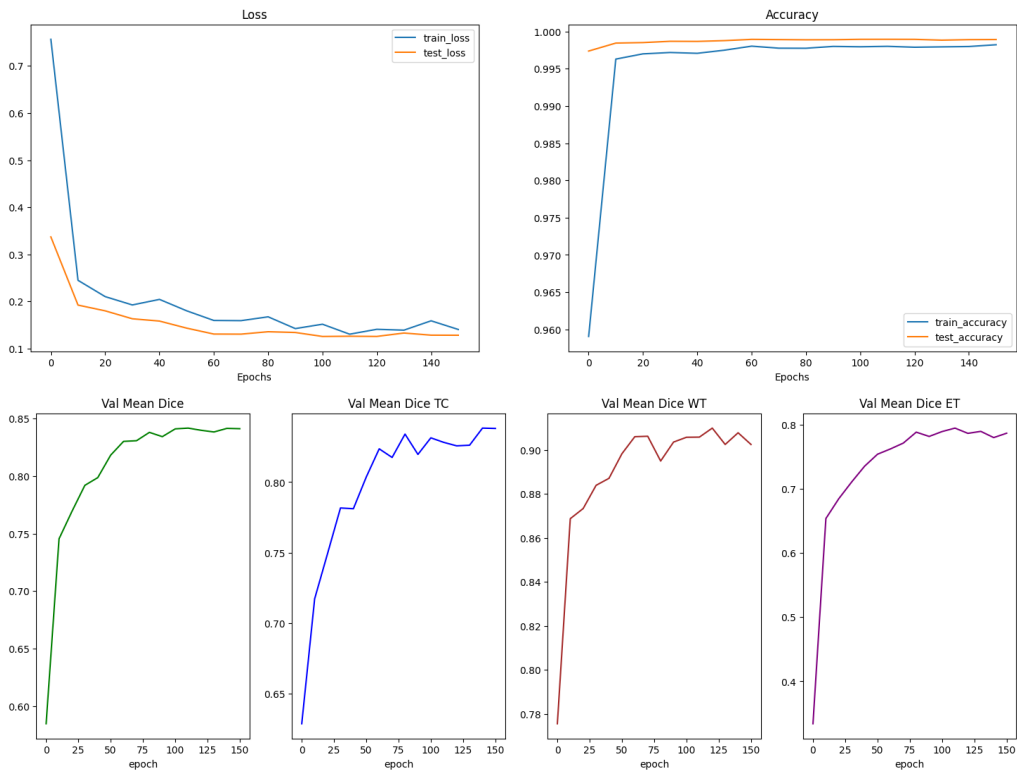 Loss
train_loss
test_loss
0.7
0.6
0.5
0.4
0.3
0.2
0.1
0 20 40 60 80 100 120 140
Epochs
Accuracy
1.000
0.995
0.990
0.985
0.980
0.975
0.970
0.965
0.960
train_accuracy
test_accuracy
0 20 40 60 80 100 120 140
Epochs
Val Mean Dice
0.85
0.80
0.75
0.70
0.65
0.60
0 25 50 75 100 125 150
epoch
Val Mean Dice TC
0.80
0.75
0.70
0.65
0 25 50 75 100 125 150
epoch
Val Mean Dice WT
0.90
0.88
0.86
0.84
0.82
0.80
0.78
0 25 50 75 100 125 150
epoch
Val Mean Dice ET
0.8
0.7
0.6
0.5
0.4
0 25 50 75 100 125 150
epoch